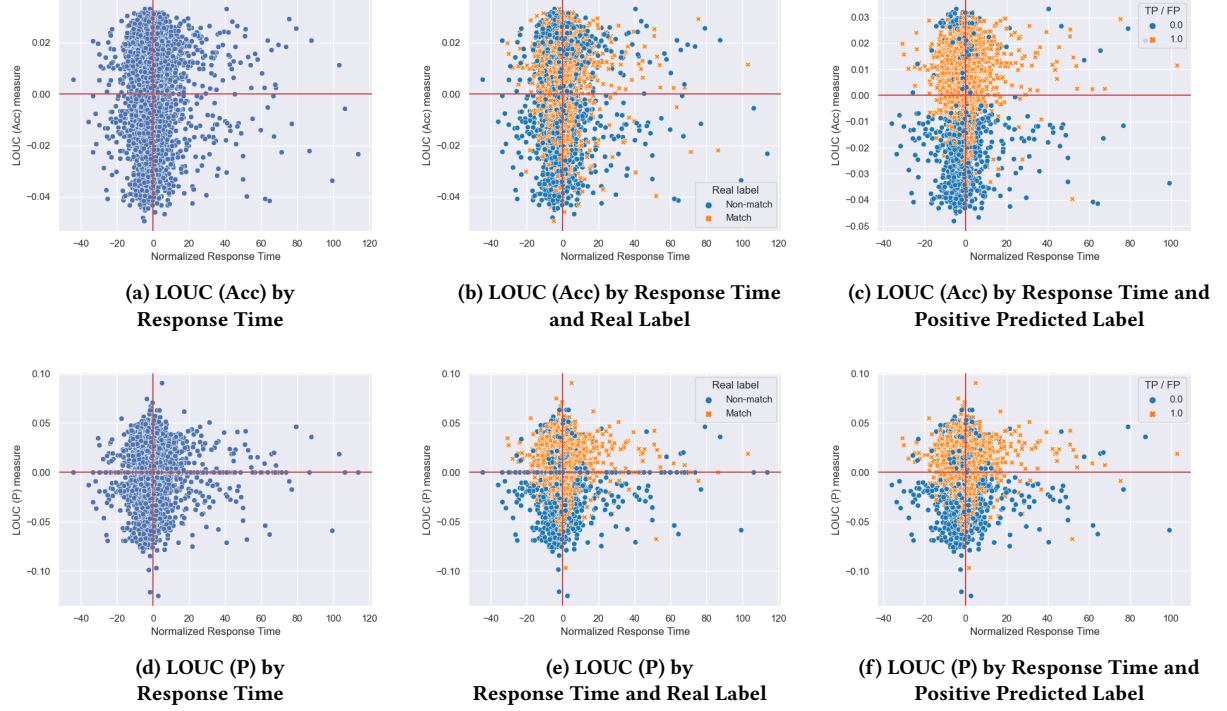 0.02
0.00
−0.02
−0.04
LOUC (Acc) measure
−40 −20 0 20 40 60 80 100 120
Normalized Response Time
(a) LOUC (Acc) by
Response Time
0.02
0.00
−0.02
−0.04
LOUC (Acc) measure
Real label
Non-match
Match
−40 −20 0 20 40 60 80 100 120
Normalized Response Time
(b) LOUC (Acc) by Response Time
and Real Label
0.03
0.02
0.01
0.00
−0.01
−0.02
−0.03
−0.04
−0.05
LOUC (Acc) measure
TP / FP
0.0
1.0
−40 −20 0 20 40 60 80 100
Normalized Response Time
(c) LOUC (Acc) by Response Time and
Positive Predicted Label
0.10
0.05
0.00
−0.05
−0.10
LOUC (P) measure
−40 −20 0 20 40 60 80 100 120
Normalized Response Time
(d) LOUC (P) by
Response Time
0.10
0.05
0.00
−0.05
−0.10
LOUC (P) measure
Real label
Non-match
Match
−40 −20 0 20 40 60 80 100 120
Normalized Response Time
(e) LOUC (P) by
Response Time and Real Label
0.10
0.05
0.00
−0.05
−0.10
LOUC (P) measure
TP / FP
0.0
1.0
−40 −20 0 20 40 60 80 100
Normalized Response Time
(f) LOUC (P) by Response Time and
Positive Predicted Label